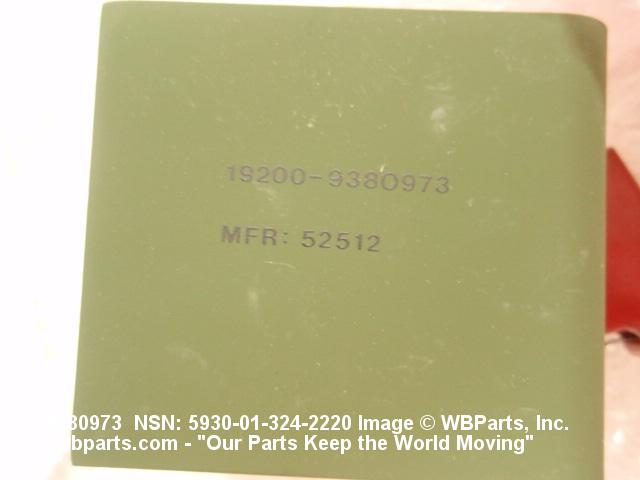 19200-9380973
MFR: 52512
80973 NSN: 5930-01-324-2220 Image © WBParts, Inc.
bparts.com - "Our Parts Keep the World Moving"